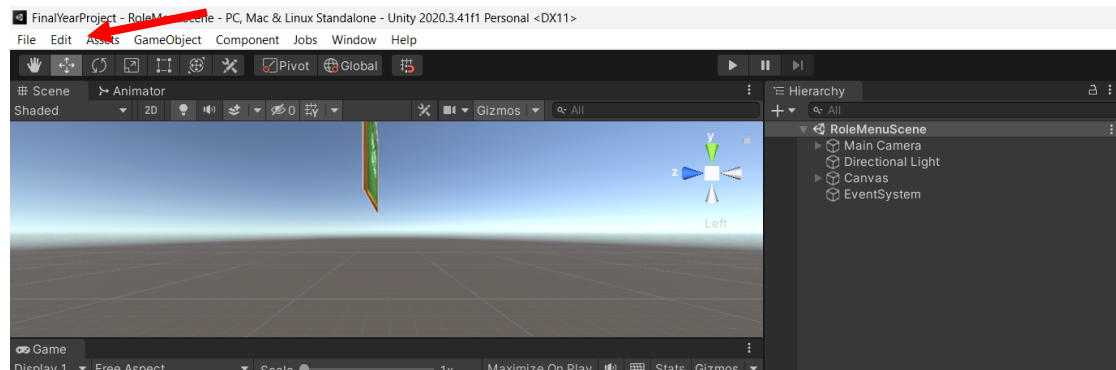 FinalYearProject - RoleMenuScene - PC, Mac & Linux Standalone - Unity 2020.3.41f1 Personal <DX11>
File Edit Assets GameObject Component Jobs Window Help
Pivot Global
Scene Animator
Hierarchy
Shaded 2D 0 Gizmos All
All
RoleMenuScene
y
Main Camera
Directional Light
z
Canvas
EventSystem
Left
Game
Display 1 Free Aspect Scale 1x Maximize On Play Stats Gizmos